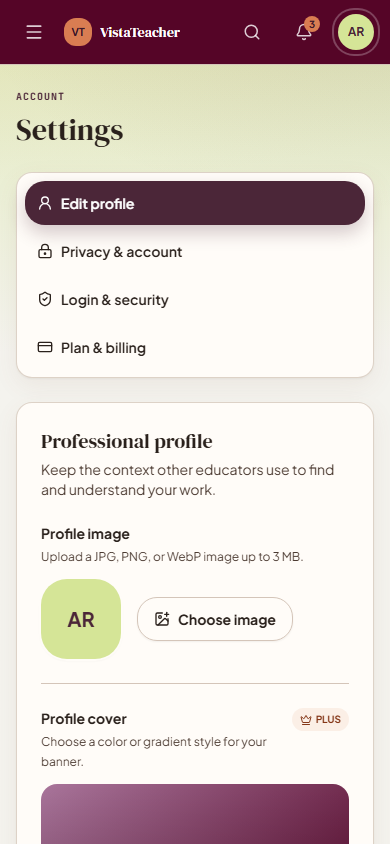 VT VistaTeacher 3 AR
ACCOUNT
Settings
Edit profile
Privacy & account
Login & security
Plan & billing
Professional profile
Keep the context other educators use to find
and understand your work.
Profile image
Upload a JPG, PNG, or WebP image up to 3 MB.
AR Choose image
Profile cover PLUS
Choose a color or gradient style for your
banner.